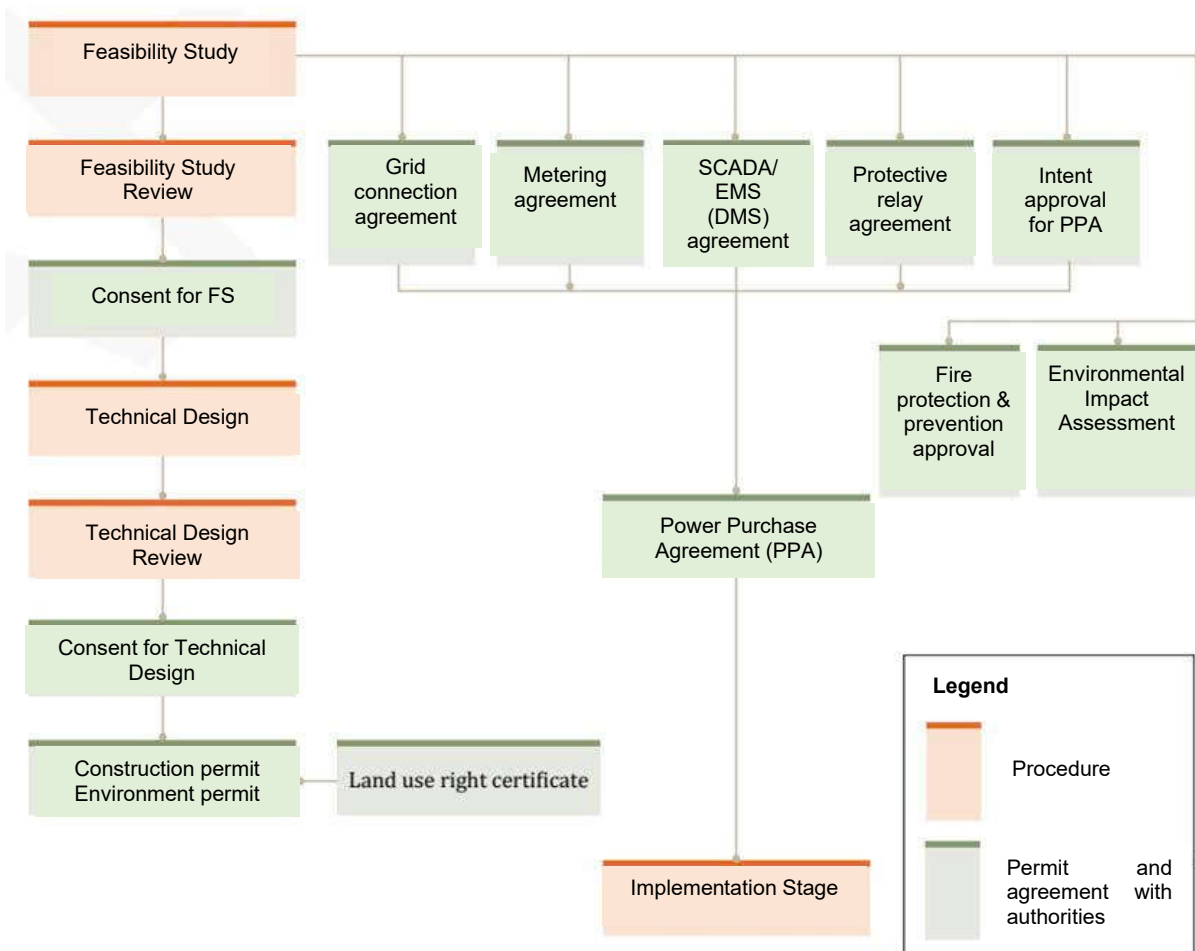 Feasibility Study
Feasibility Study
Review
Consent for FS
Technical Design
Technical Design
Review
Consent for Technical
Design
Construction permit
Environment permit
Land use right certificate
Grid
connection
agreement
Metering
agreement
SCADA/
EMS
(DMS)
agreement
Protective
relay
agreement
Intent
approval
for PPA
Fire
protection &
prevention
approval
Environmental
Impact
Assessment
Power Purchase
Agreement (PPA)
Implementation Stage
Legend
Procedure
Permit and
agreement with
authorities